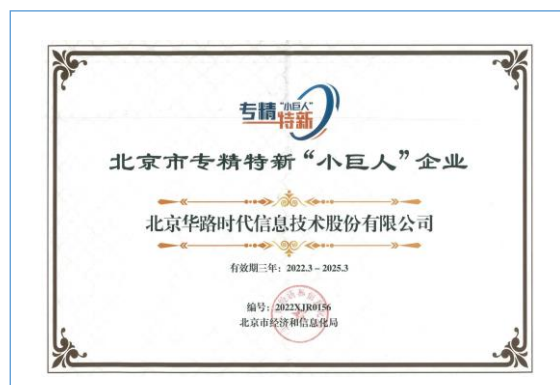 专精“小巨人”
特新
北京市专精特新“小巨人”企业
北京华路时代信息技术股份有限公司
有效期三年：2022.3－2025.3
编号：2022XJR0156
北京市经济和信息化局